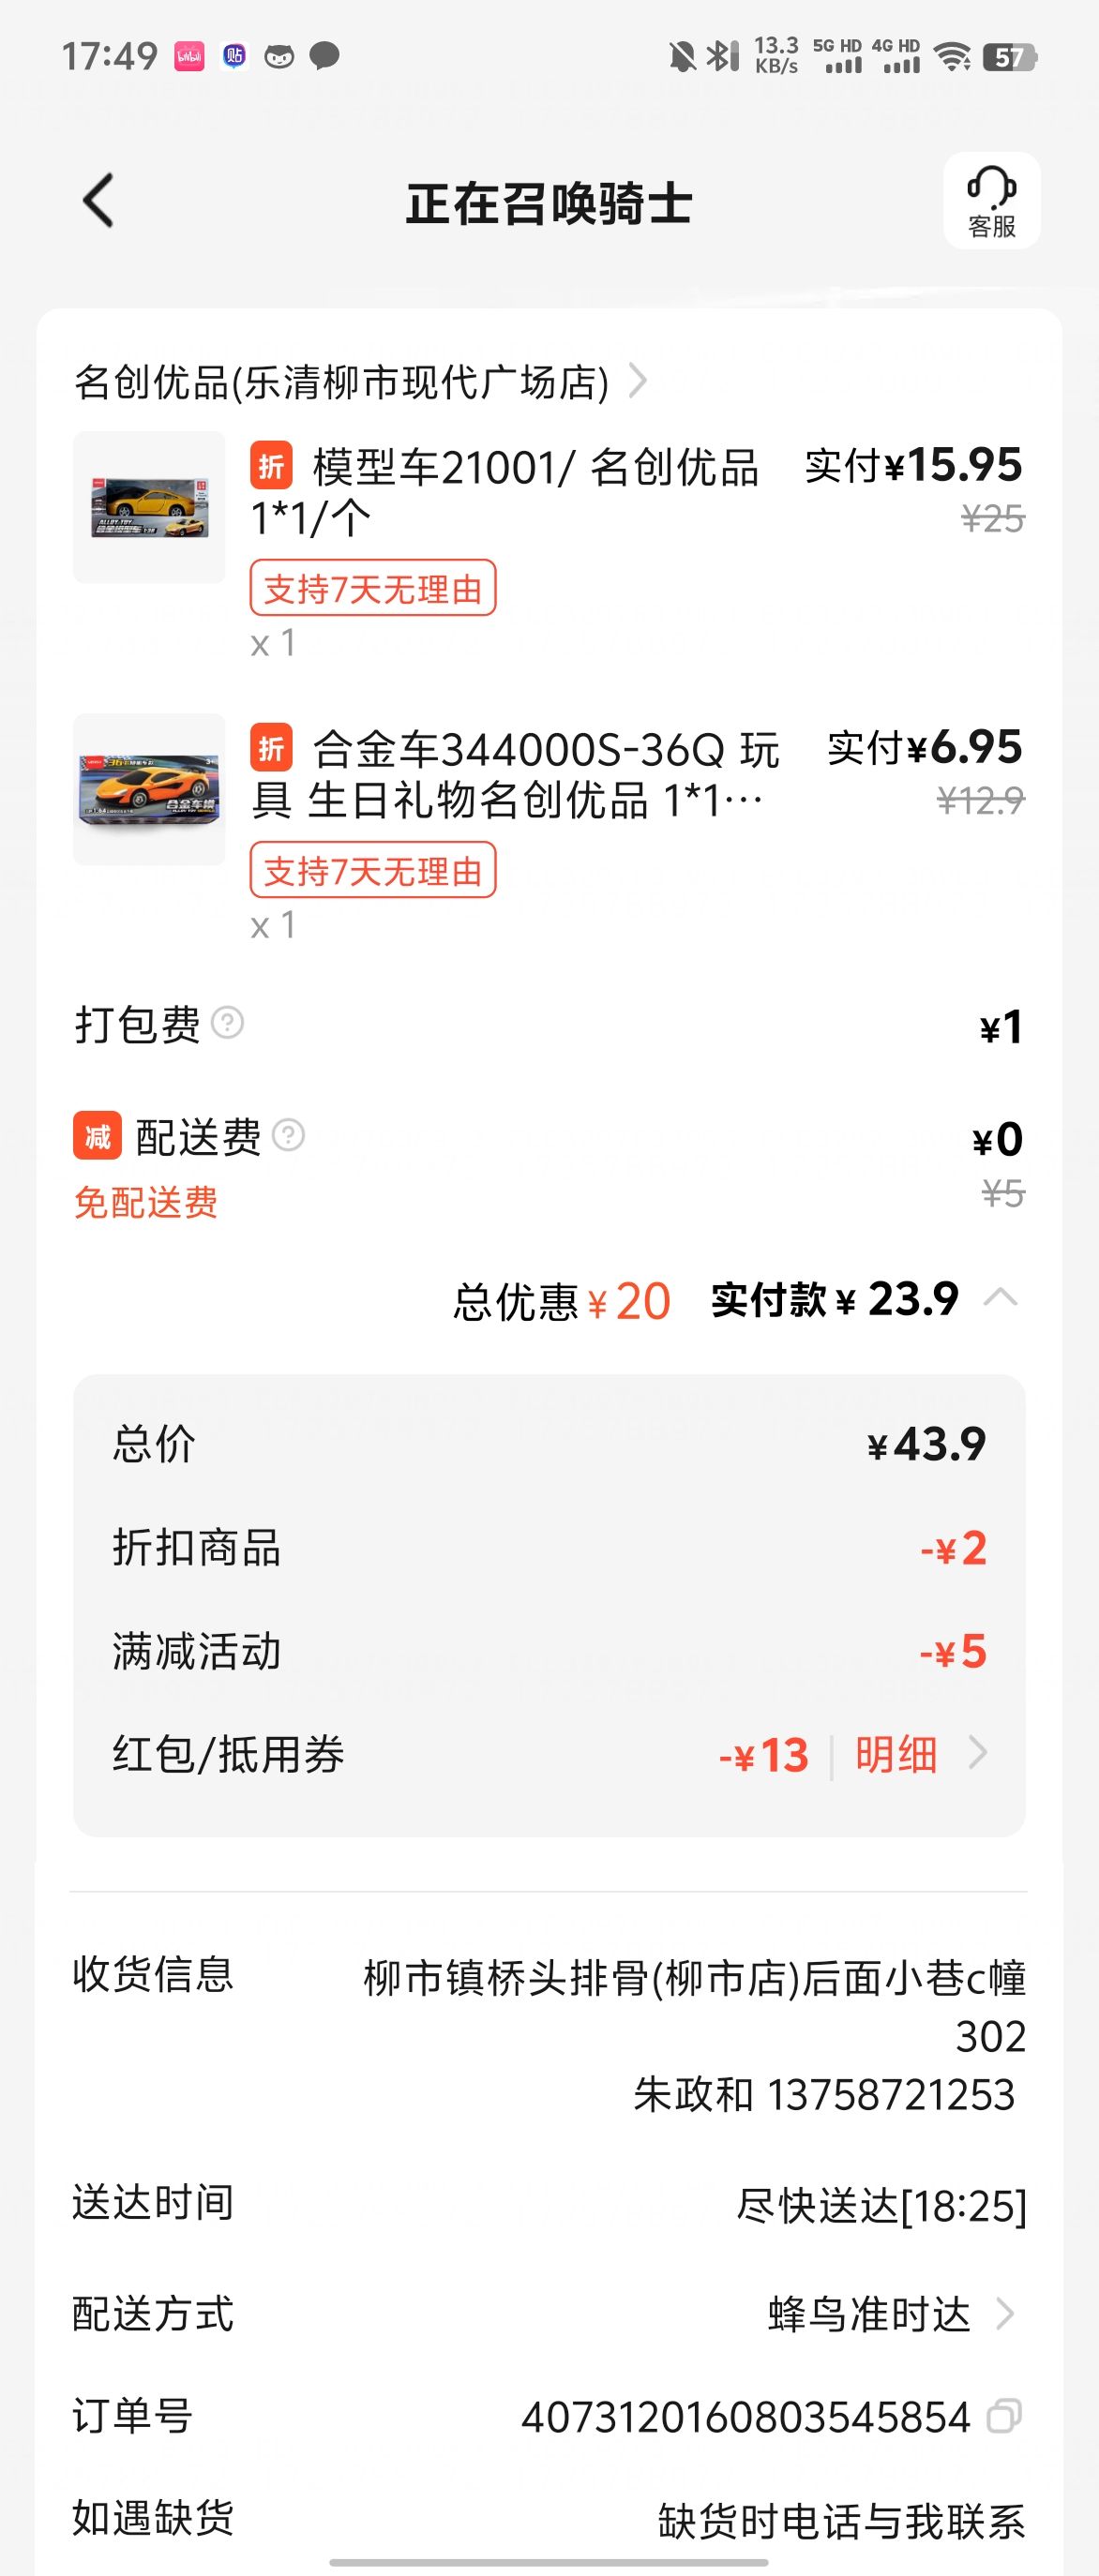 17:49
13.3 KB/s 5G HD 4G HD 57
正在召唤骑士
客服
名创优品(乐清柳市现代广场店)
折 模型车21001/ 名创优品 实付¥15.95
1*1/个 ¥25
支持7天无理由
x 1
折 合金车344000S-36Q 玩 实付¥6.95
具 生日礼物名创优品 1*1… ¥12.9
支持7天无理由
x 1
打包费 ¥1
减 配送费 ¥0
免配送费 ¥5
总优惠¥20 实付款¥23.9
总价 ¥43.9
折扣商品 -¥2
满减活动 -¥5
红包/抵用券 -¥13 明细
收货信息 柳市镇桥头排骨(柳市店)后面小巷c幢
302
朱政和 13758721253
送达时间 尽快送达[18:25]
配送方式 蜂鸟准时达
订单号 4073120160803545854
如遇缺货 缺货时电话与我联系